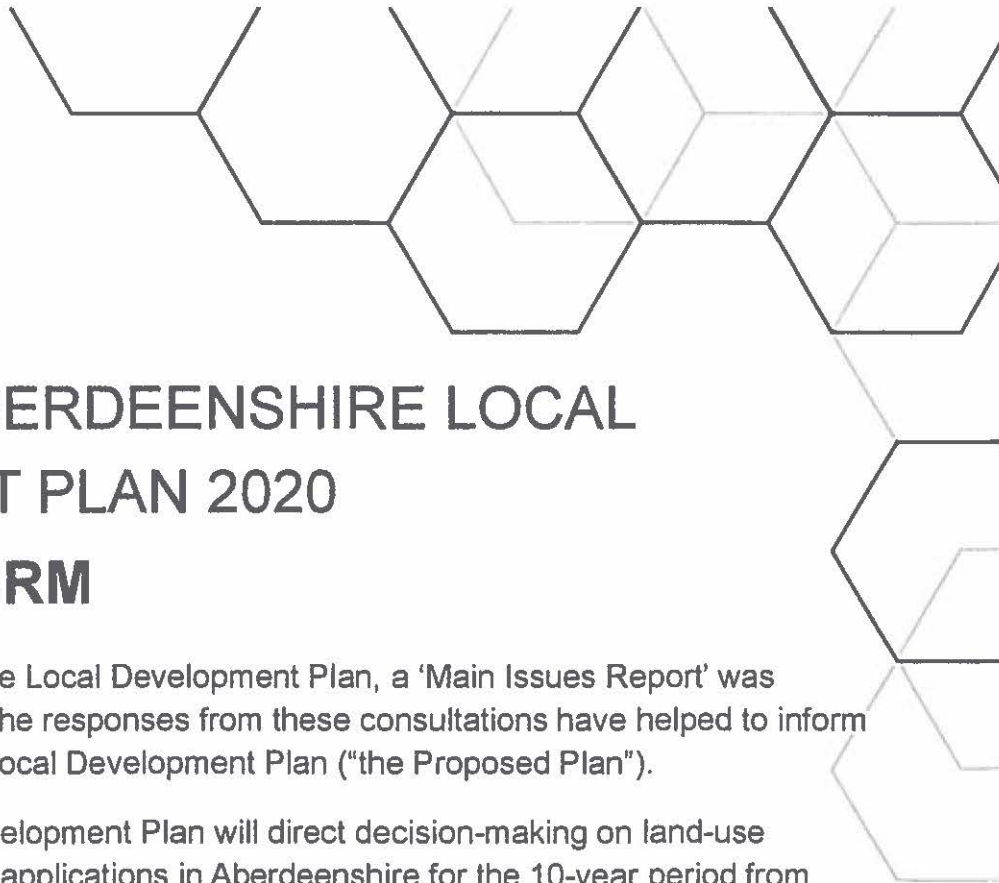 ERDEENSHIRE LOCAL
T PLAN 2020
RM
e Local Development Plan, a ‘Main Issues Report’ was
he responses from these consultations have helped to inform
ocal Development Plan (“the Proposed Plan”).
elopment Plan will direct decision-making on land-use
applications in Aberdeenshire for the 10-year period from